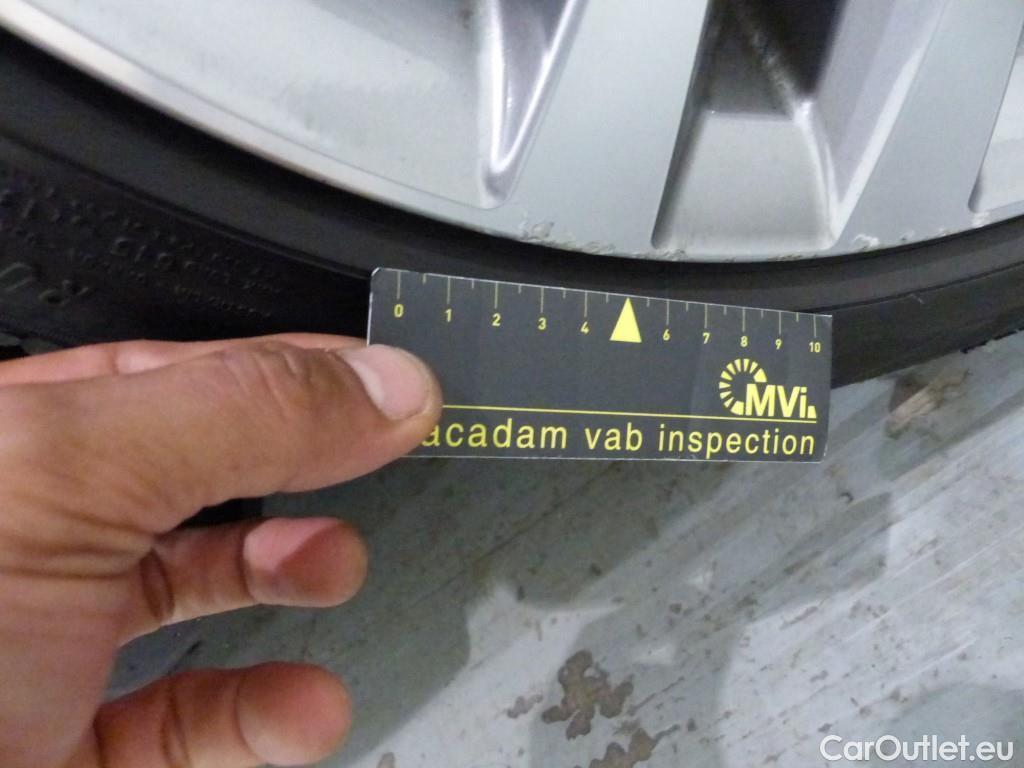 0 1 2 3 4 6 7 8 9 10
MVi
acadam vab inspection
CarOutlet.eu